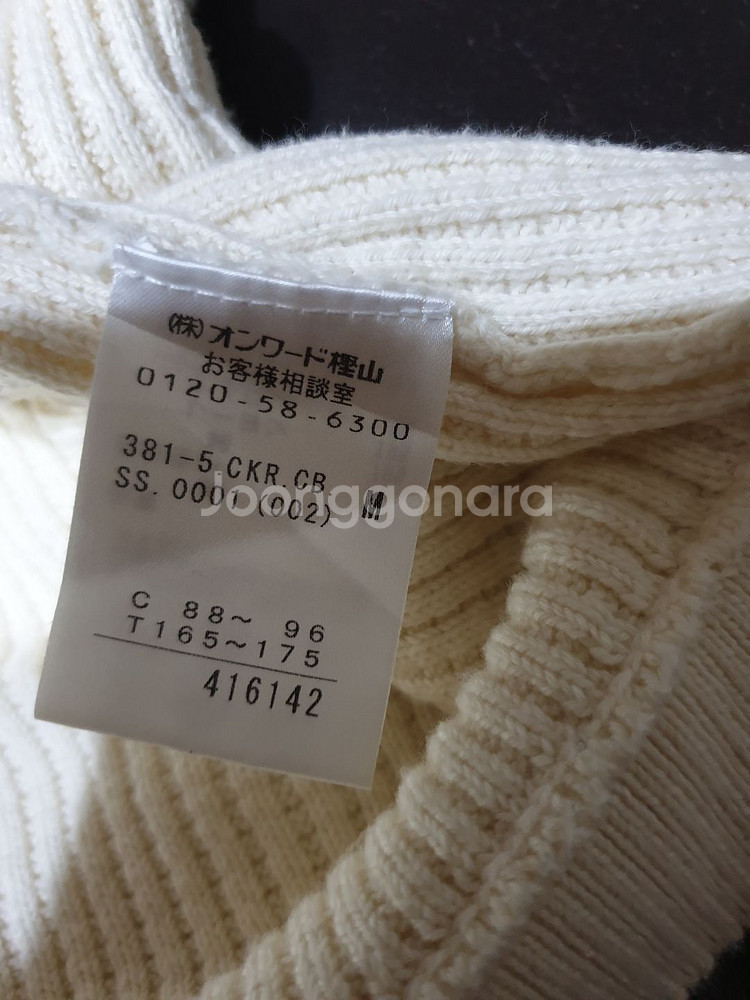 (株)オンワード樫山
お客様相談室
0120-58-6300
381-5.CKR.CB
SS.0001(002) M
Joonggonara
C 88~ 96
T165~175
416142